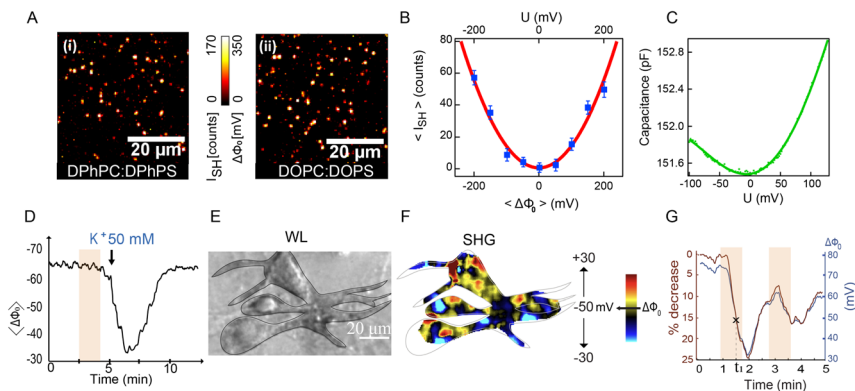 A
(i)
20 µm
DPhPC:DPhPS
I_SH [counts]
0 170
ΔΦ₀ [mV]
0 350
(ii)
20 µm
DOPC:DOPS
B
U
mV
-200 0 200
< I_SH > (counts)
80
60
40
20
0
-200 0 200
< ΔΦ₀ > (mV)
C
Capacitance (pF)
152.8
152.4
152.0
151.6
-100 -50 0 50 100
U (mV)
D
K⁺50 mM
⟨ΔΦ₀⟩
-70
-60
-50
-40
-30
0 5 10
Time (min)
E
WL
20 µm
F
SHG
+30
-50 mV
-30
ΔΦ₀
G
% decrease
0
5
10
15
20
25
ΔΦ₀
80
70
60
50
40
30
(mV)
0 1 t₁ 2 3 4 5
Time (min)